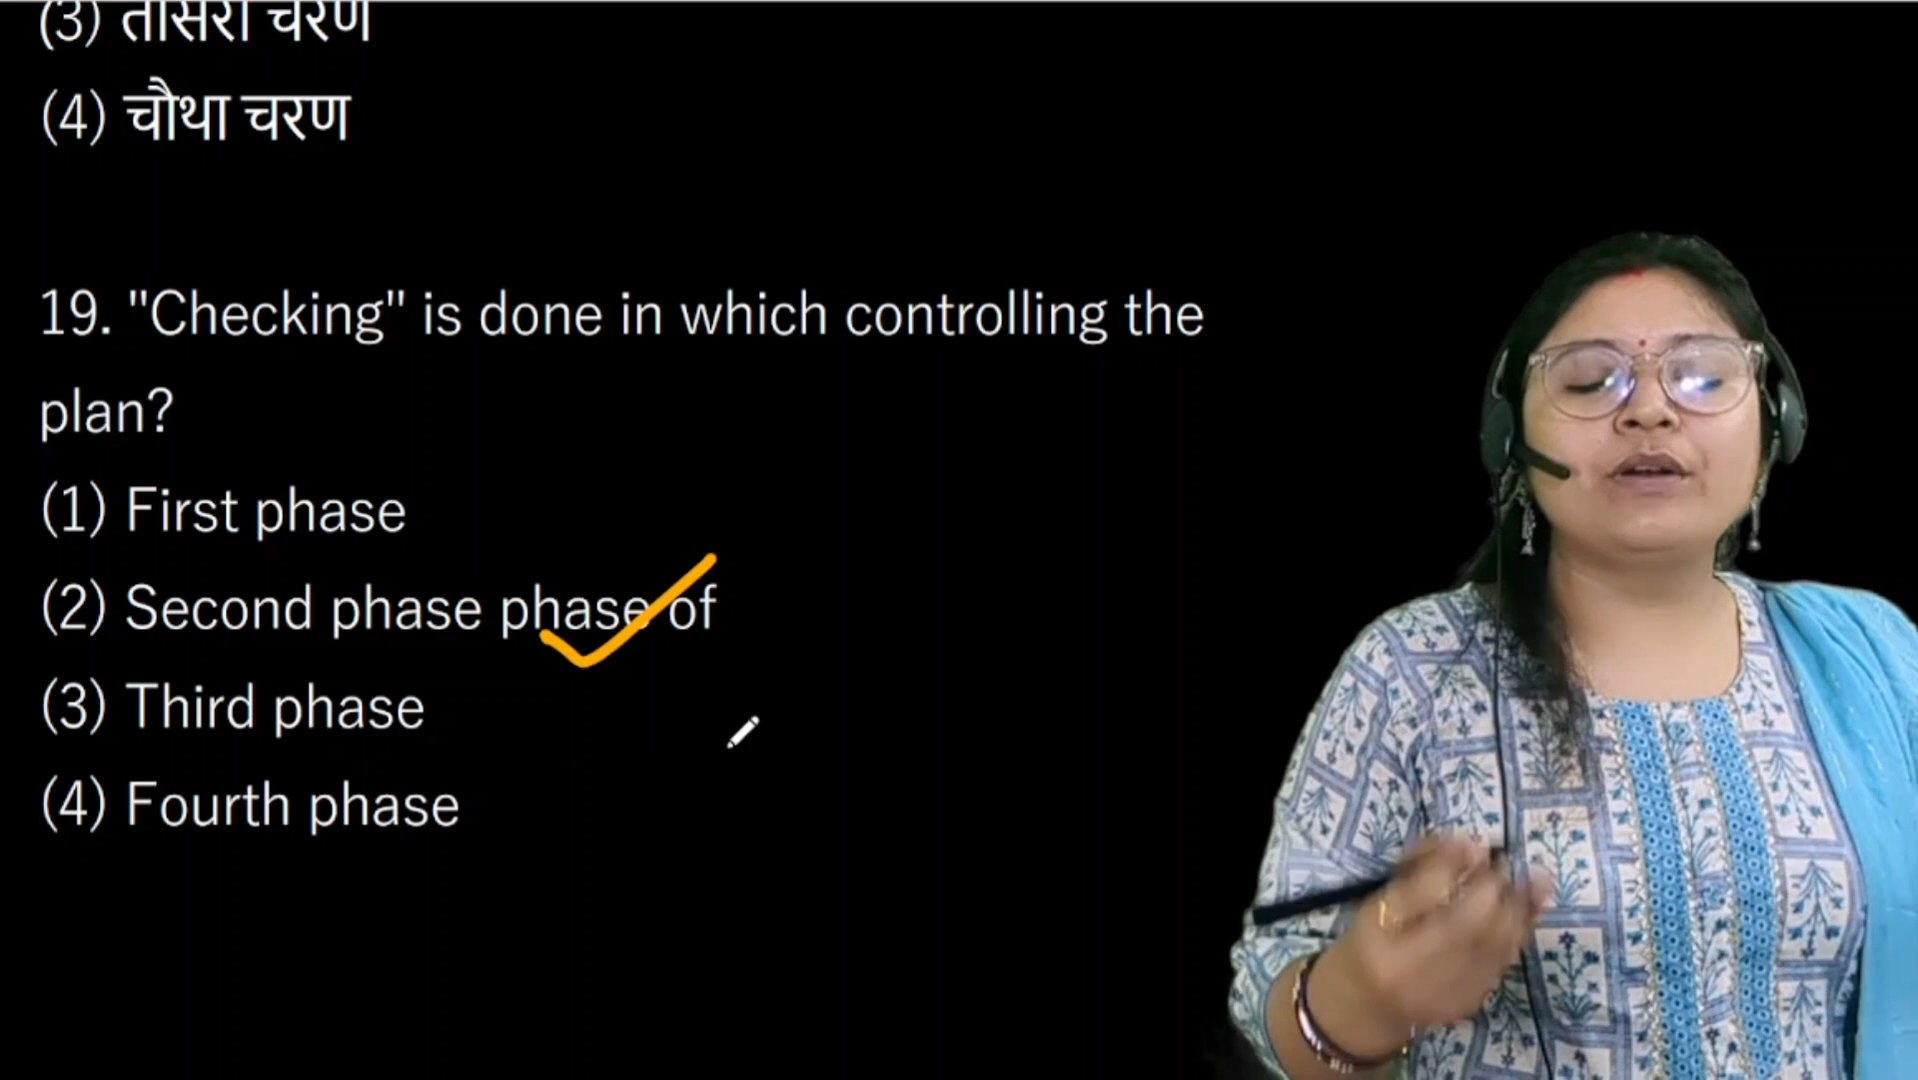 (3) तीसरा चरण
(4) चौथा चरण
19. "Checking" is done in which controlling the
plan?
(1) First phase
(2) Second phase phase of
(3) Third phase
(4) Fourth phase